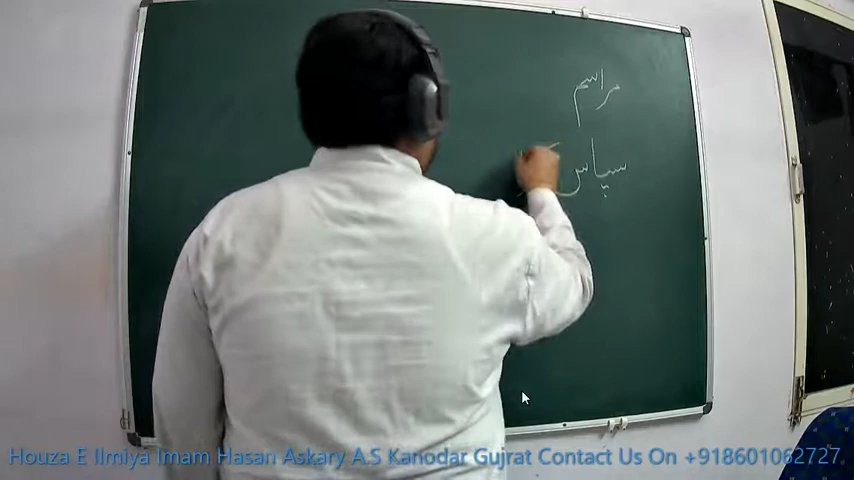 مراسم
سپاس
Houza E Ilmiya Imam Hasan Askary A.S Kanodar Gujrat Contact Us On +918601062727